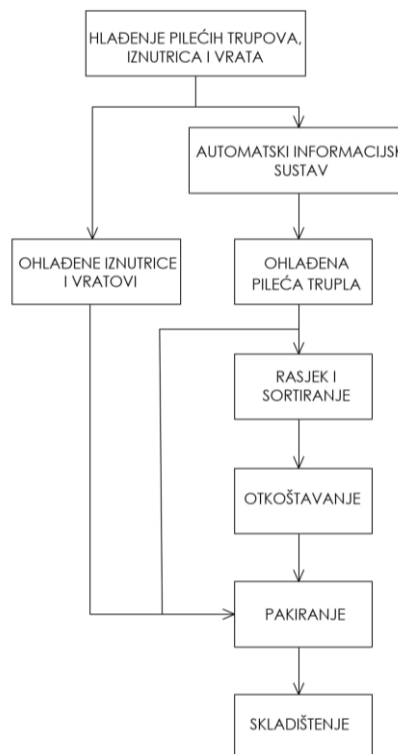 HLAĐENJE PILEĆIH TRUPOVA,
IZNUTRICA I VRATA
AUTOMATSKI INFORMACIJSK
SUSTAV
OHLAĐENE IZNUTRICE
I VRATOVI
OHLAĐENA
PILEĆA TRUPLA
RASJEK I
SORTIRANJE
OTKOŠTAVANJE
PAKIRANJE
SKLADIŠTENJE